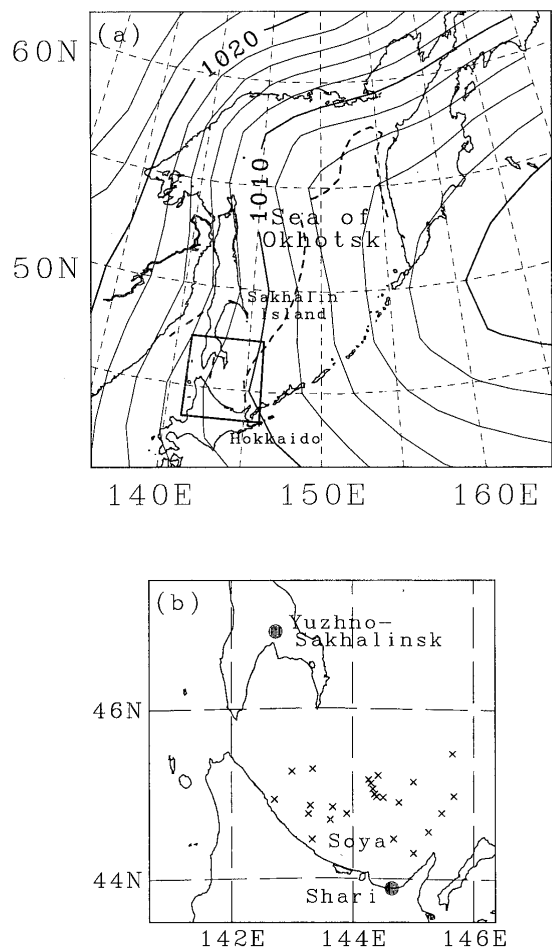 (a)
60N
1020
1010
Sea of
Okhotsk
50N
Sakhalin
Island
Hokkaido
140E 150E 160E
(b)
Yuzhno-
Sakhalinsk
46N
Soya
44N
Shari
142E 144E 146E